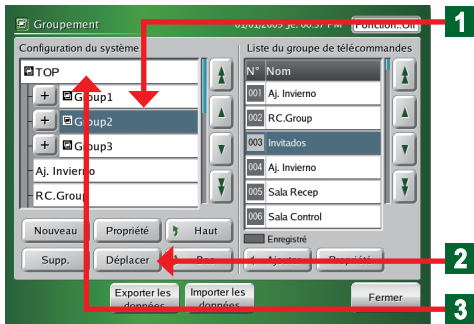 Groupement
01/01/2005 Je. 06:37 PM
Fonction..Off
1
Configuration du système
TOP
Group1
Group2
Group3
Aj. Invierno
RC.Group
Nouveau
Propriété
Haut
Supp.
Déplacer
Bas
Liste du groupe de télécommandes
N° Nom
001 Aj. Invierno
002 RC.Group
003 Invitados
004 Aj. Invierno
005 Sala Recep
006 Sala Control
Enregistré
Ajouter
Propriété
2
Exporter les
données
Importer les
données
Fermer
3